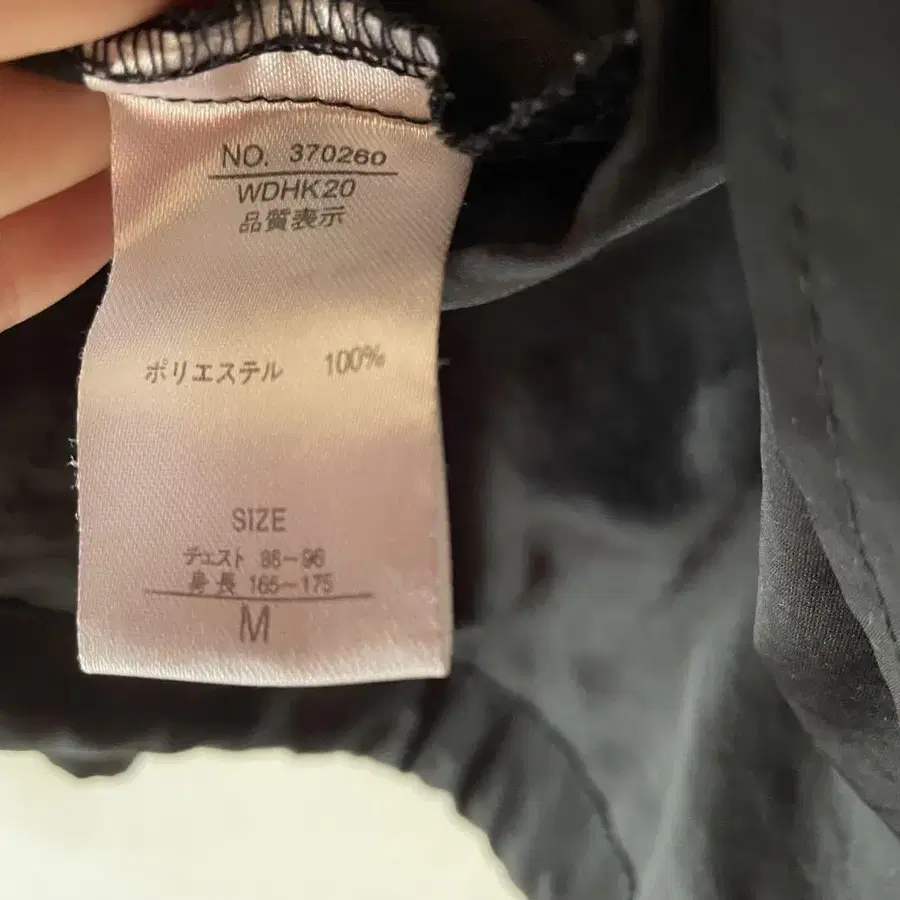 NO. 370260
WDHK20
品質表示
ポリエステル 100%
SIZE
チェスト 88-96
身長 165-175
M